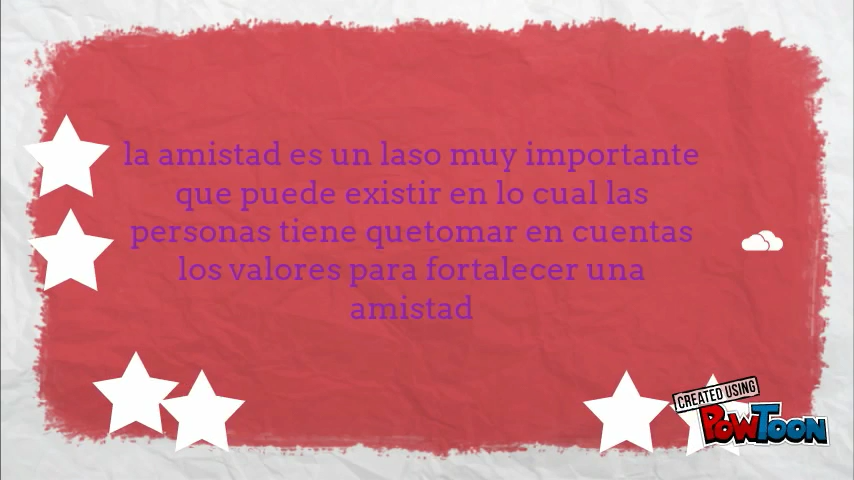 la amistad es un laso muy importante
que puede existir en lo cual las
personas tiene quetomar en cuentas
los valores para fortalecer una
amistad
CREATED USING
POWTOON